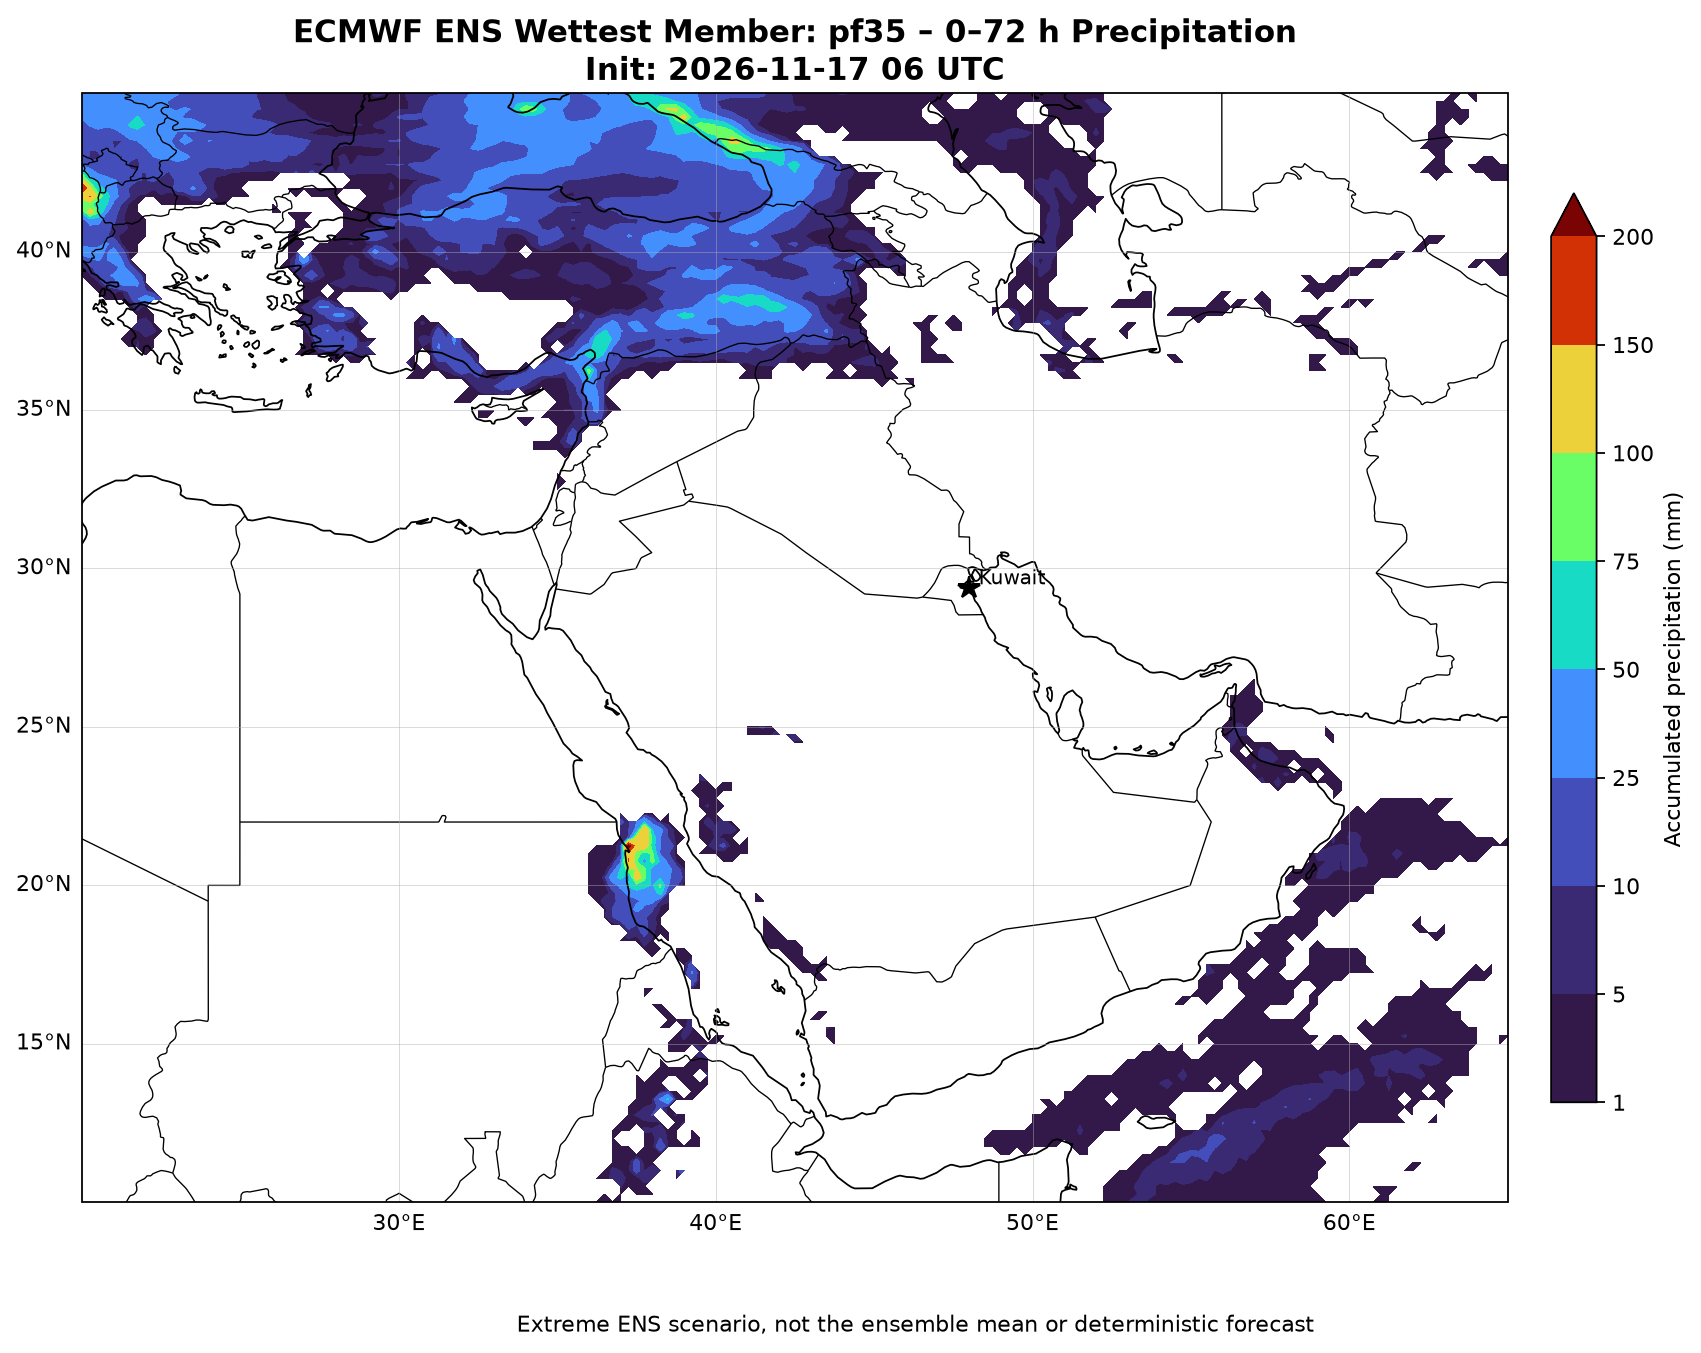 ECMWF ENS Wettest Member: pf35 – 0–72 h Precipitation
Init: 2026-11-17 06 UTC
40°N
35°N
30°N
25°N
20°N
15°N
30°E
40°E
50°E
60°E
Kuwait
200
150
100
75
50
25
10
5
1
Accumulated precipitation (mm)
Extreme ENS scenario, not the ensemble mean or deterministic forecast